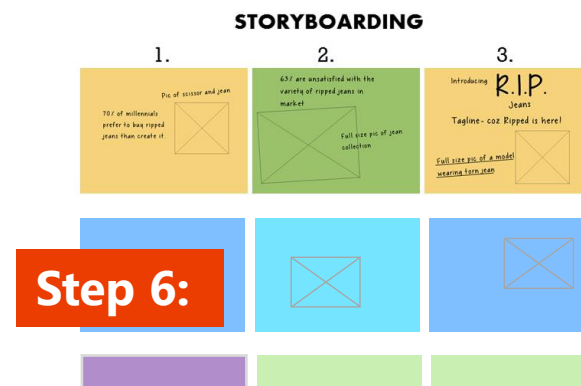 STORYBOARDING
1.
2.
3.
Pic of scissor and jean
70% of millennials
prefer to buy ripped
jeans than create it.
63% are unsatisfied with the
variety of ripped jeans in
market
Full size pic of jean
collection
Introducing R.I.P.
Jeans
Tagline- coz Ripped is here!
Full size pic of a model
wearing torn jean
Step 6: